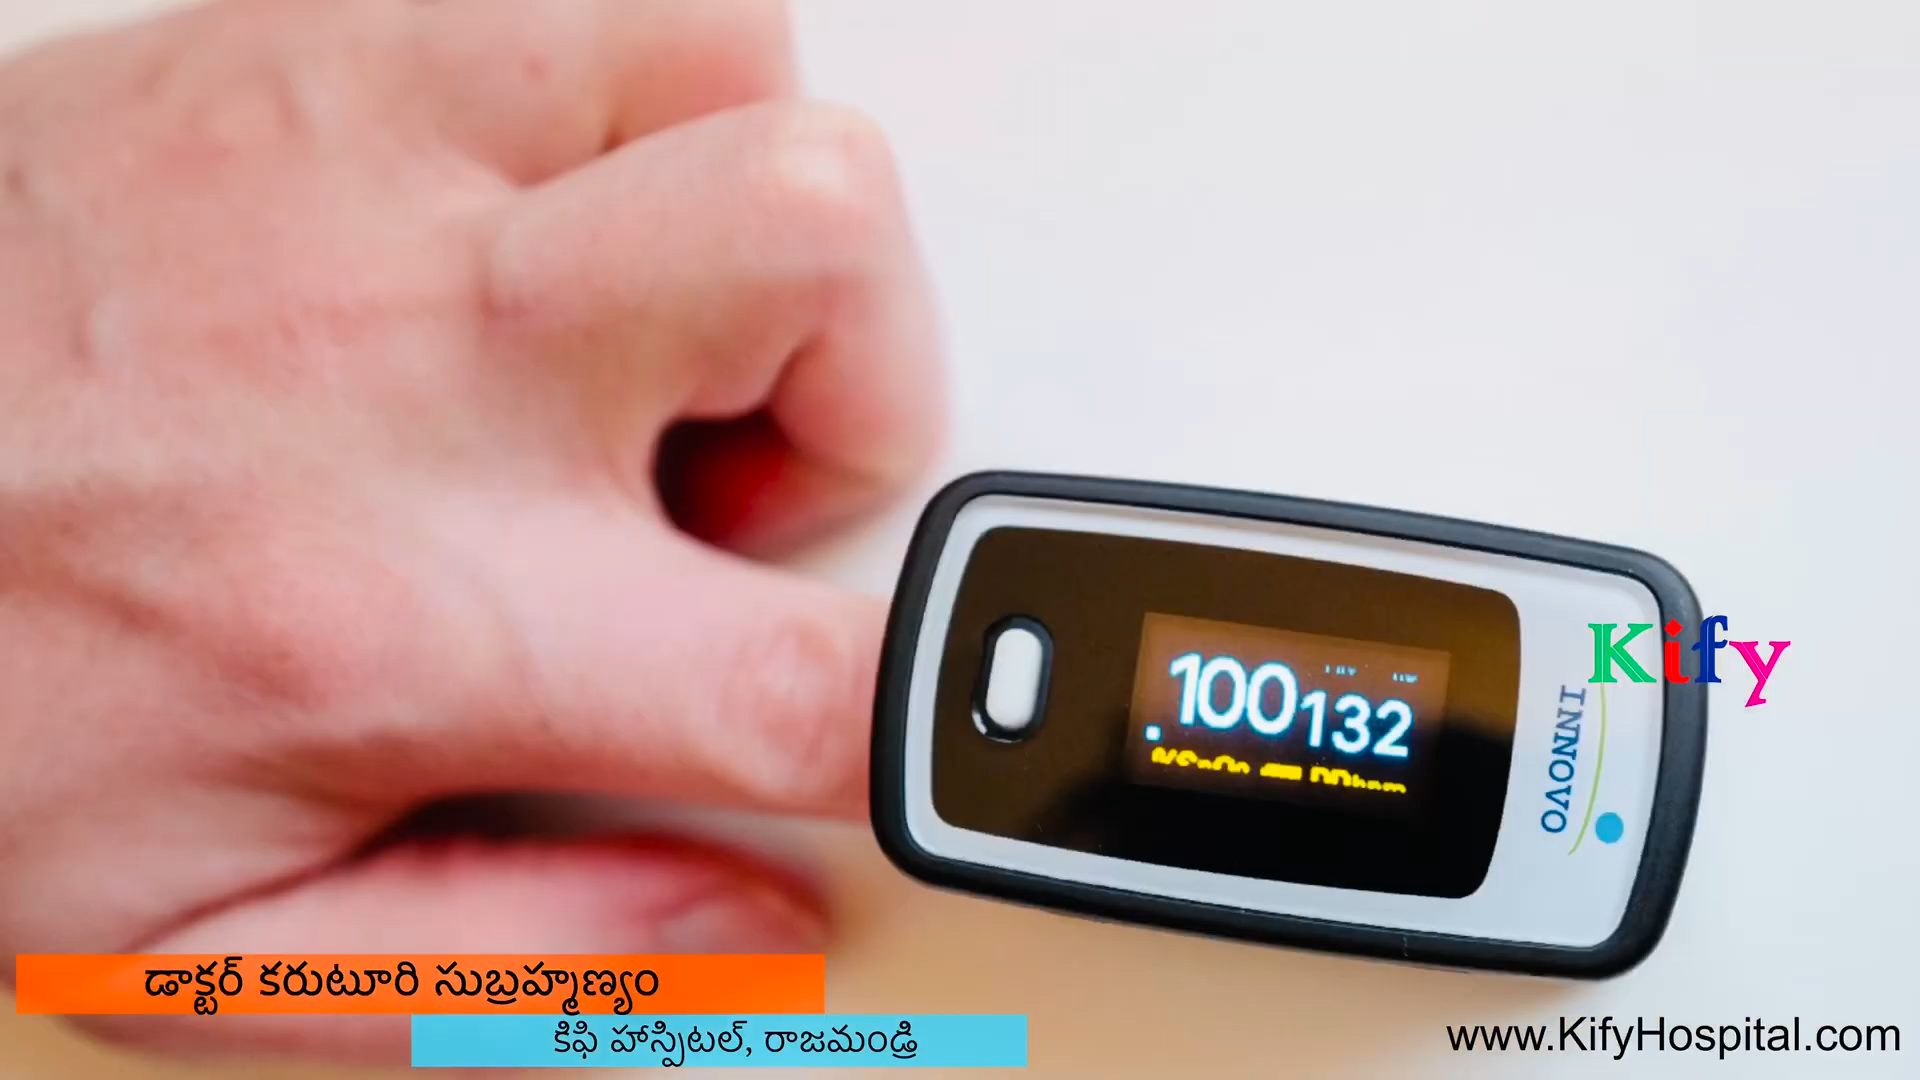 100 132
Kify
INNOVO
డాక్టర్ కరుటూరి సుబ్రహ్మణ్యం
కిఫి హాస్పిటల్, రాజమండ్రి
www.KifyHospital.com